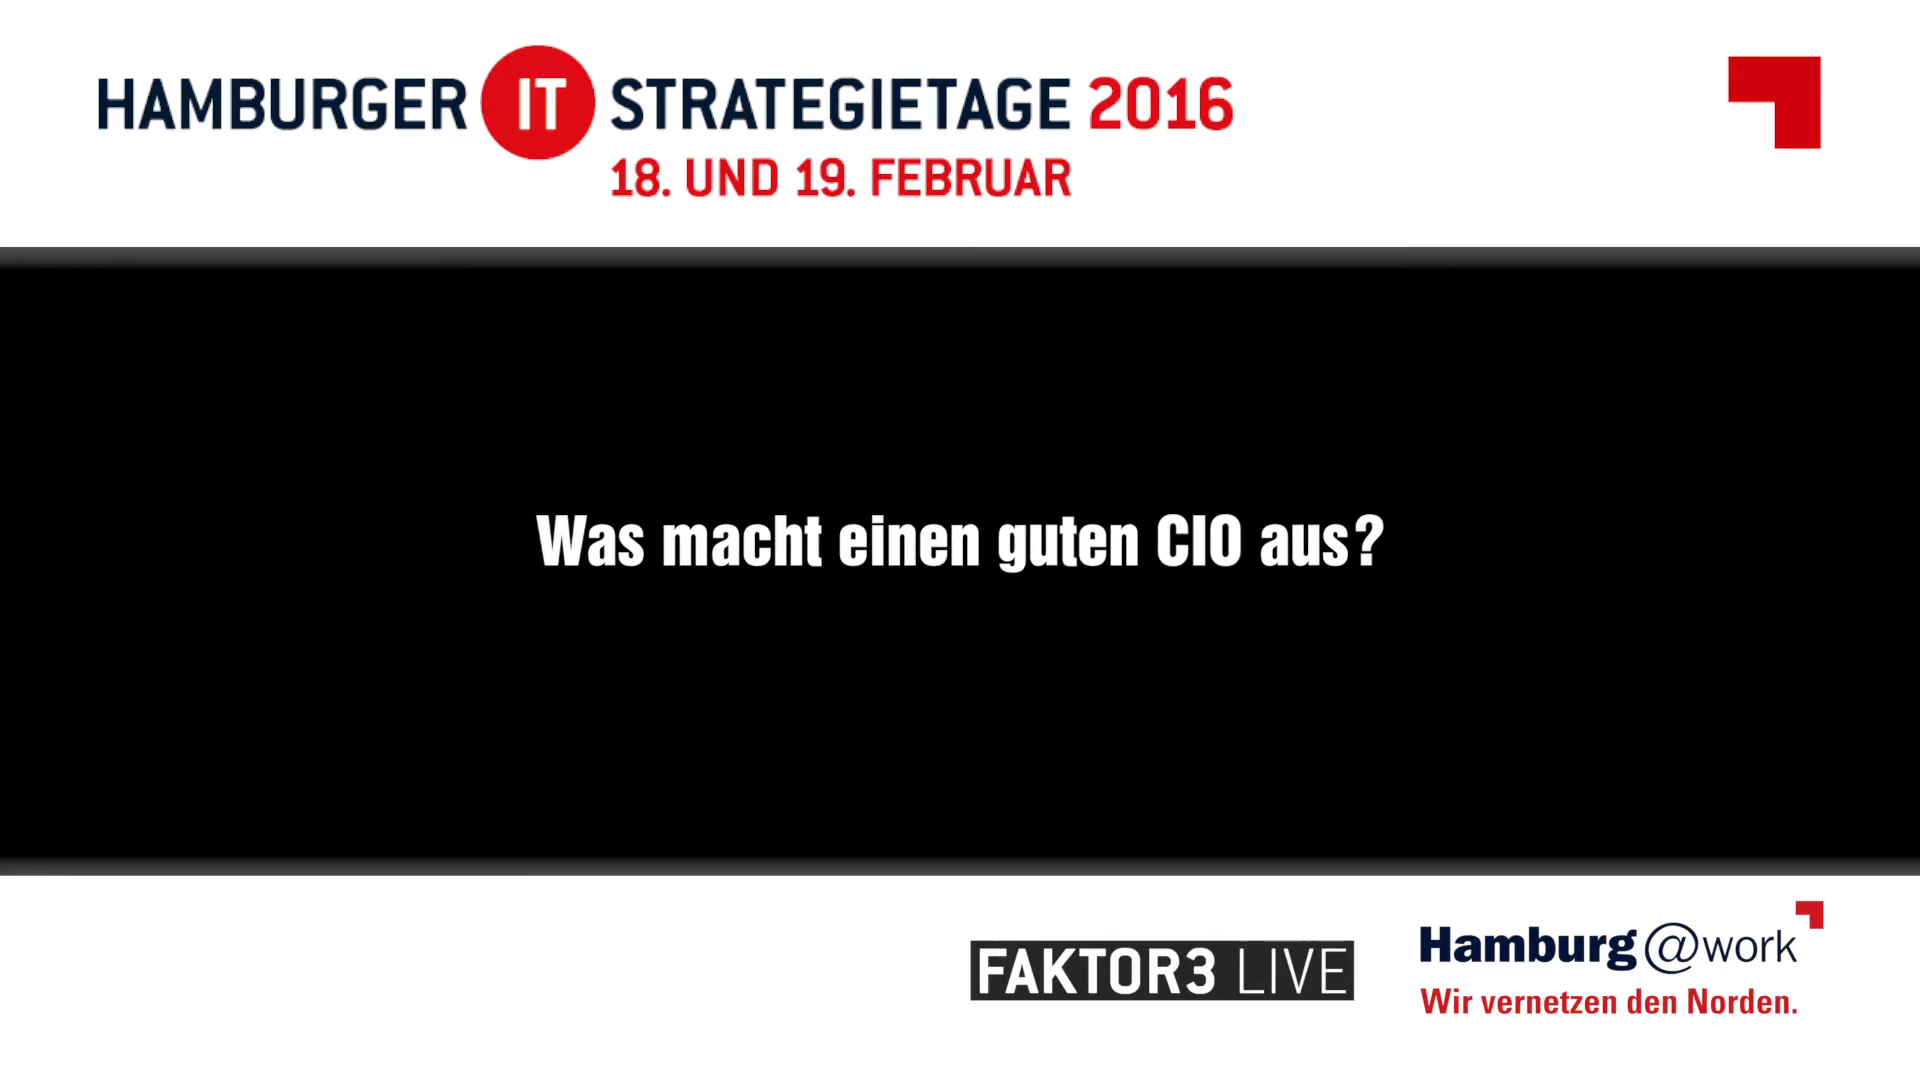 HAMBURGER IT STRATEGIETAGE 2016
18. UND 19. FEBRUAR
Was macht einen guten CIO aus?
FAKTOR3 LIVE
Hamburg@work
Wir vernetzen den Norden.